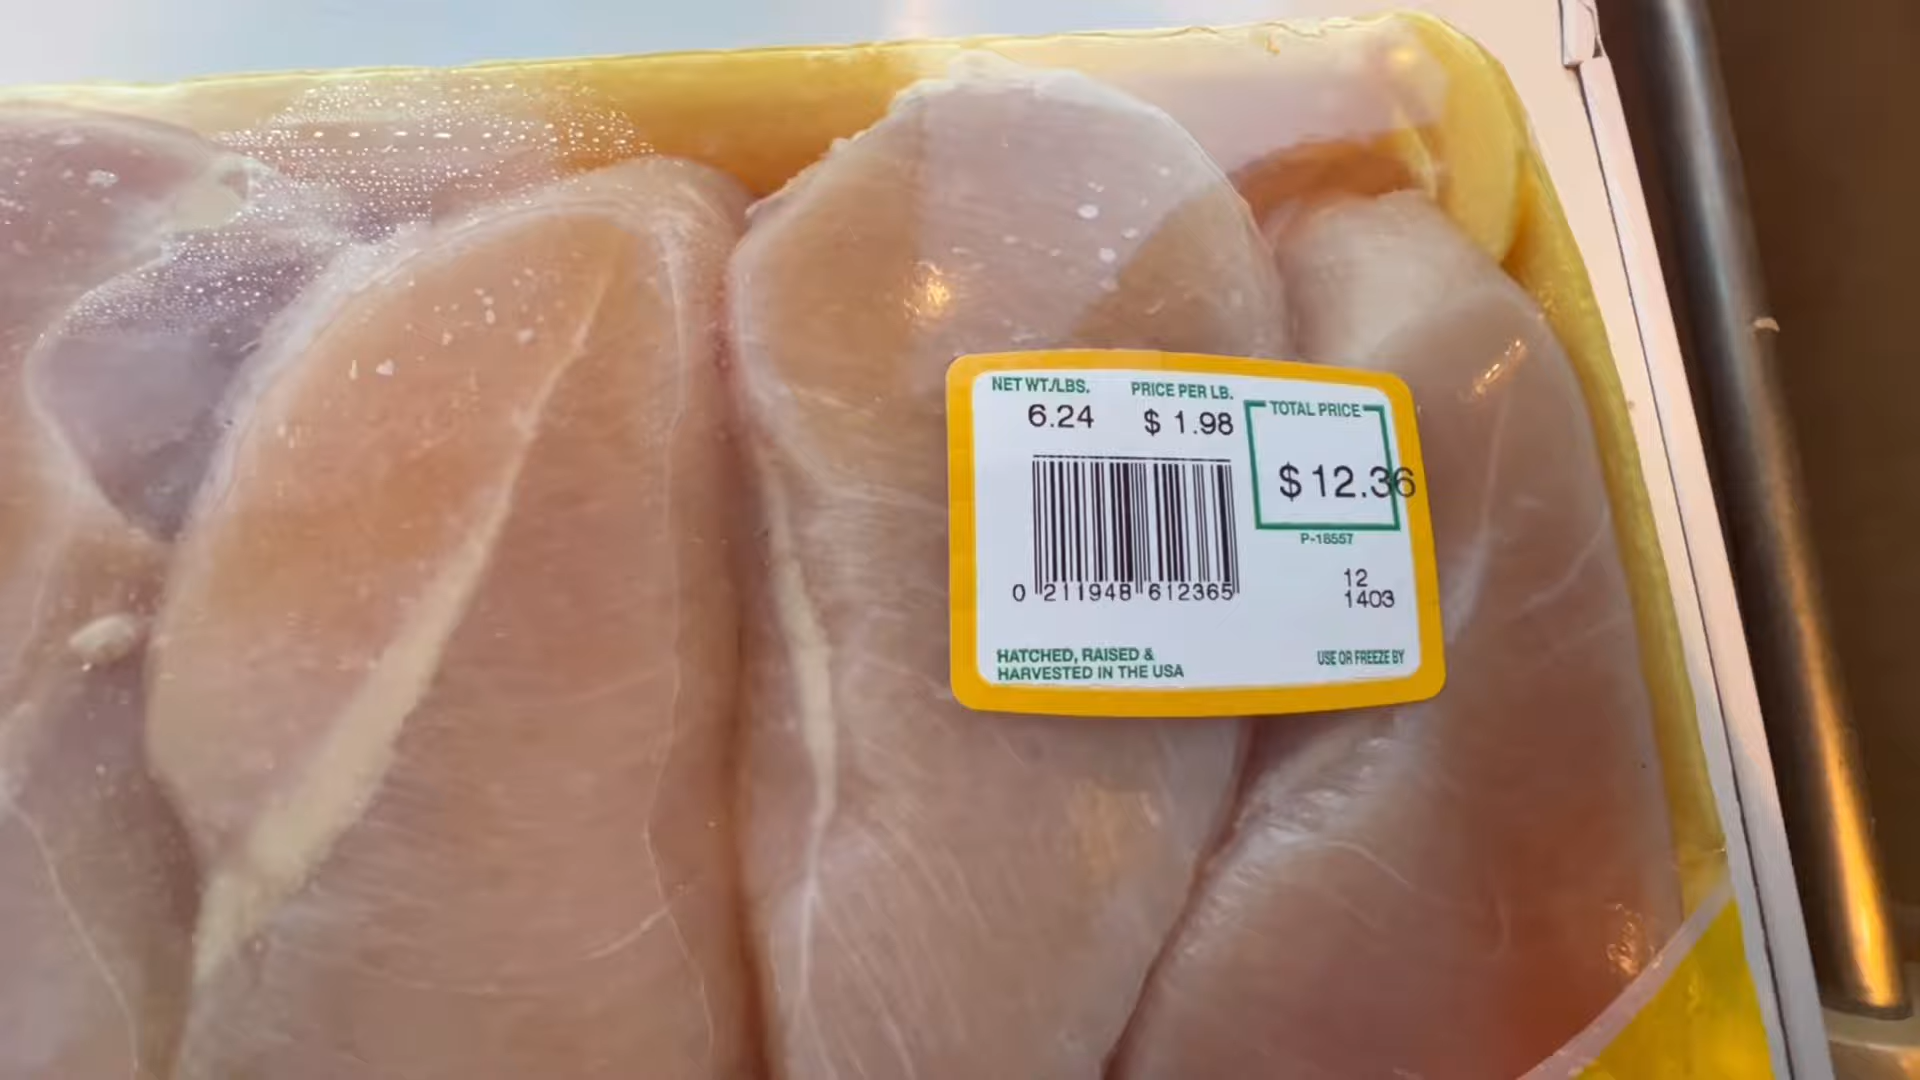 NET WT./LBS. PRICE PER LB.
6.24 $ 1.98
TOTAL PRICE
$ 12.36
P-18557
0 211948 612365
12
1403
HATCHED, RAISED &
HARVESTED IN THE USA
USE OR FREEZE BY